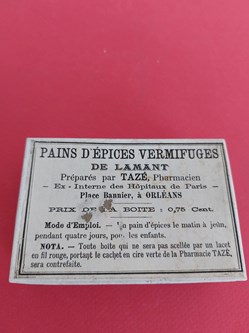 PAINS D'ÉPICES VERMIFUGES
DE LAMANT
Préparés par TAZÉ, Pharmacien
— Ex-Interne des Hôpitaux de Paris —
Place Bannier, à ORLÉANS
PRIX DE LA BOITE : 0,75 Cent.
Mode d'Emploi. — pain d'épices le matin à jeûn,
pendant quatre jours, pour les enfants.
NOTA. — Toute boîte qui ne sera pas scellée par un lacet
en fil rouge, portant le cachet en cire verte de la Pharmacie TAZÉ,
sera contrefaite.